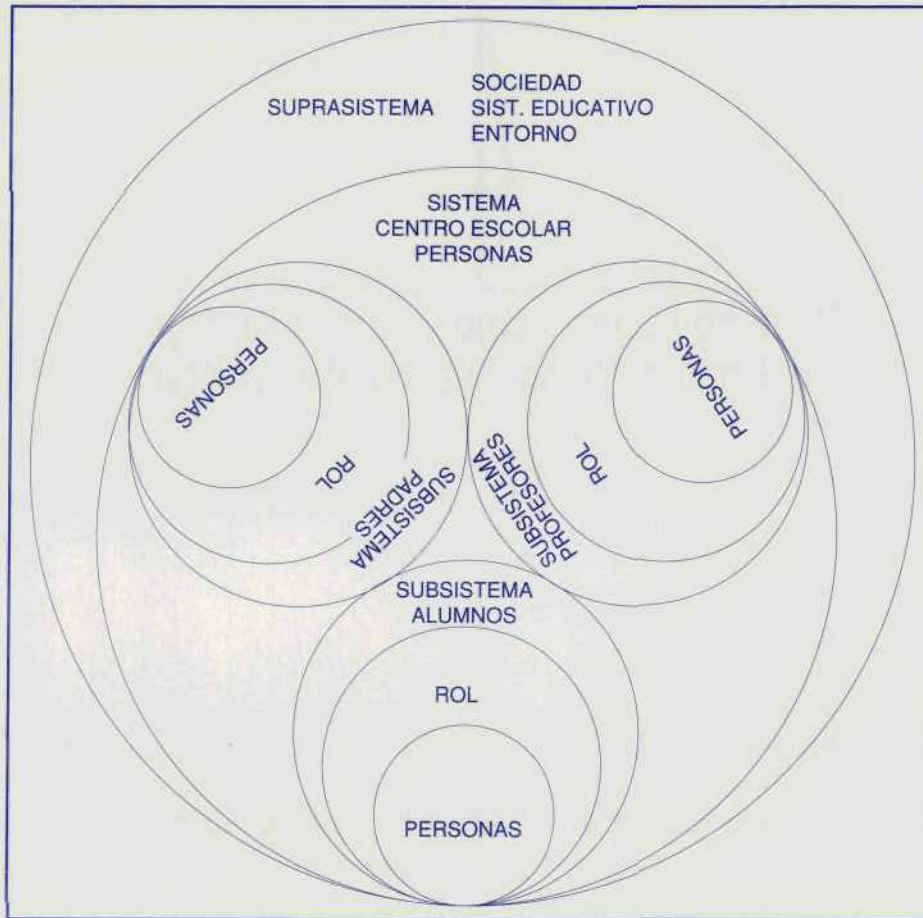 SUPRASISTEMA
SOCIEDAD
SIST. EDUCATIVO
ENTORNO
SISTEMA
CENTRO ESCOLAR
PERSONAS
PERSONAS
ROL
SUBSISTEMA
PADRES
PERSONAS
ROL
SUBSISTEMA
PROFESORES
SUBSISTEMA
ALUMNOS
ROL
PERSONAS